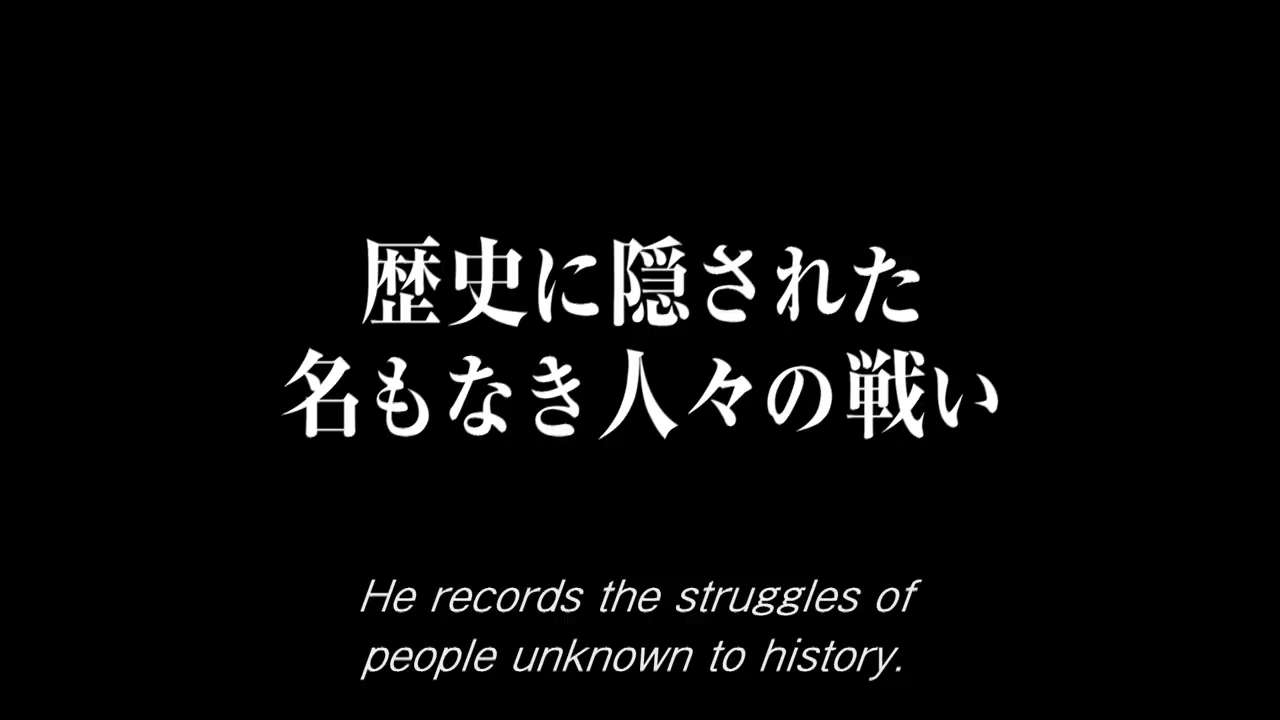 歴史に隠された
名もなき人々の戦い
He records the struggles of
people unknown to history.